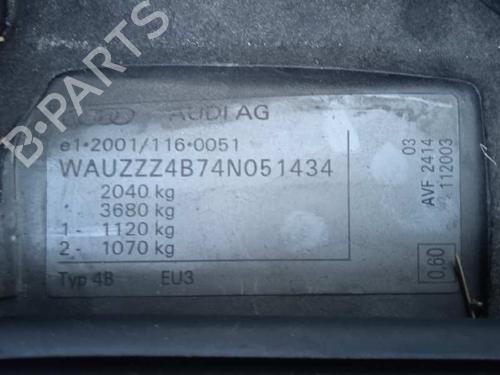 B-PARTS
AUDI AG
e1*2001/116*0051
WAUZZZ4B74N051434
2040 kg
3680 kg
1- 1120 kg
2- 1070 kg
Typ 4B EU3
03
AVF 2414
112003
0,60